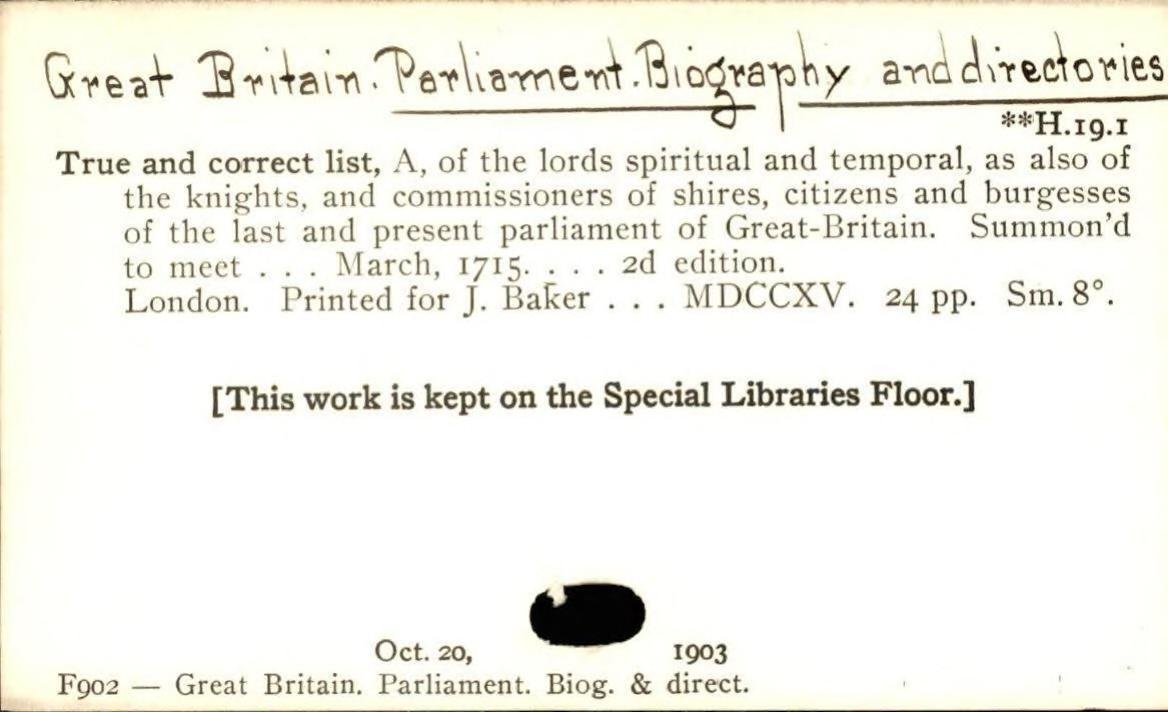 Great Britain. Parliament. Biography and directories
**H.19.1
True and correct list, A, of the lords spiritual and temporal, as also of
the knights, and commissioners of shires, citizens and burgesses
of the last and present parliament of Great-Britain. Summon'd
to meet . . . March, 1715. . . . 2d edition.
London. Printed for J. Baker . . . MDCCXV. 24 pp. Sm. 8°.
[This work is kept on the Special Libraries Floor.]
Oct. 20, 1903
F902 — Great Britain. Parliament. Biog. & direct.